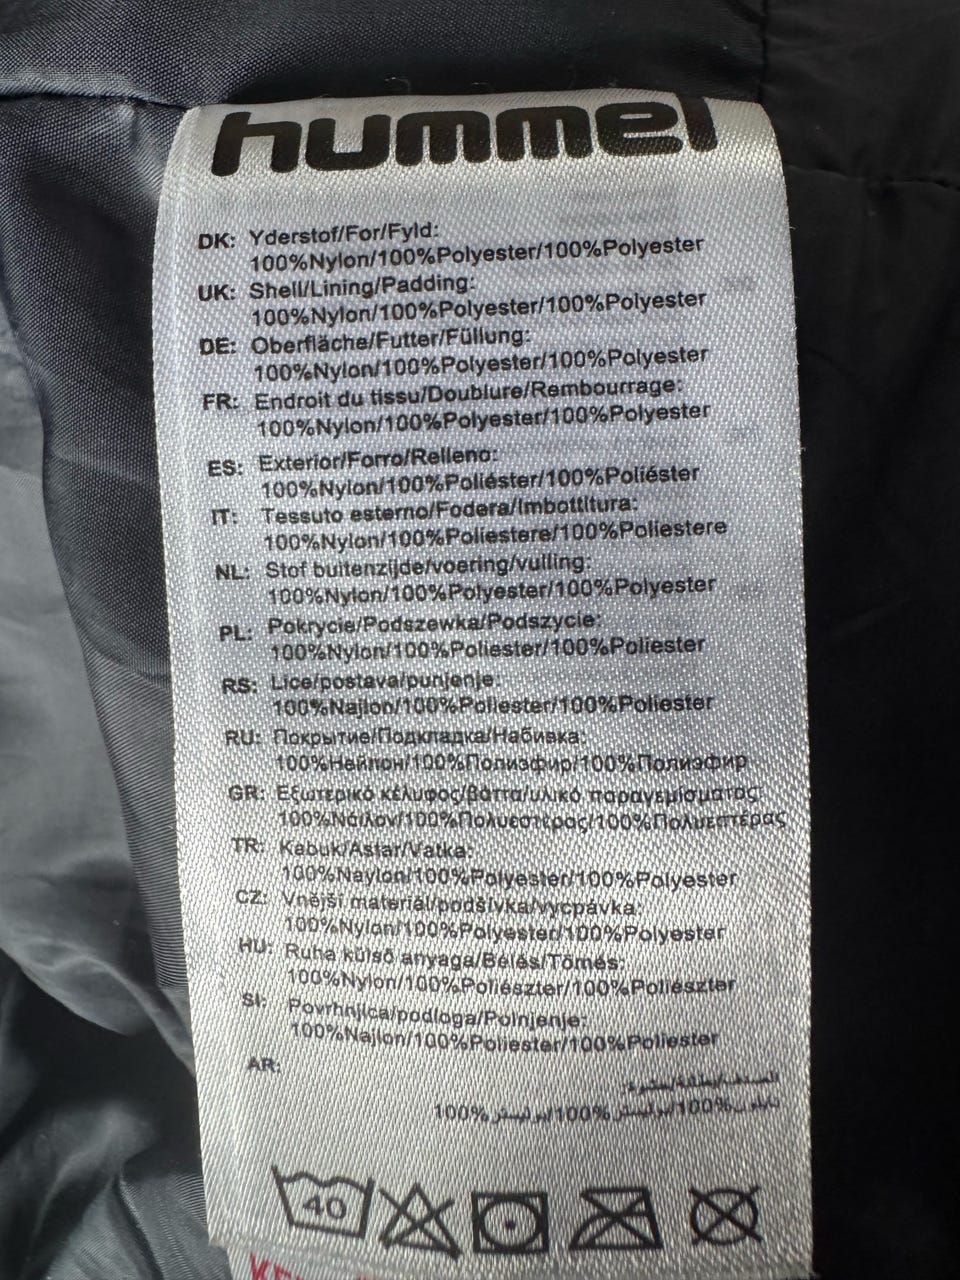 hummel
DK: Yderstof/For/Fyld:
100%Nylon/100%Polyester/100%Polyester
UK: Shell/Lining/Padding:
100%Nylon/100%Polyester/100%Polyester
DE: Oberfläche/Futter/Füllung:
100%Nylon/100%Polyester/100%Polyester
FR: Endroit du tissu/Doublure/Rembourrage:
100%Nylon/100%Polyester/100%Polyester
ES: Exterior/Forro/Relleno:
100%Nylon/100%Poliéster/100%Poliéster
IT: Tessuto esterno/Fodera/Imbottitura:
100%Nylon/100%Poliestere/100%Poliestere
NL: Stof buitenzijde/voering/vulling:
100%Nylon/100%Polyester/100%Polyester
PL: Pokrycie/Podszewka/Podszycie:
100%Nylon/100%Poliester/100%Poliester
RS: Lice/postava/punjenje:
100%Najlon/100%Poliester/100%Poliester
RU: Покрытие/Подкладка/Набивка:
100%Нейлон/100%Полиэфир/100%Полиэфир
GR: Εξωτερικό κέλυφος/βάττα/υλικό παραγεμίσματος:
100%Νάιλον/100%Πολυεστέρας/100%Πολυεστέρας
TR: Kabuk/Astar/Vatka:
100%Naylon/100%Polyester/100%Polyester
CZ: Vnější materiál/podšívka/vycpávka:
100%Nylon/100%Polyester/100%Polyester
HU: Ruha külső anyaga/Bélés/Tömés:
100%Nylon/100%Poliészter/100%Poliészter
SI: Povrhnjica/podloga/Polnjenje:
100%Najlon/100%Poliester/100%Poliester
AR:
نايلون 100%/بوليستر 100%/بوليستر 100%
40